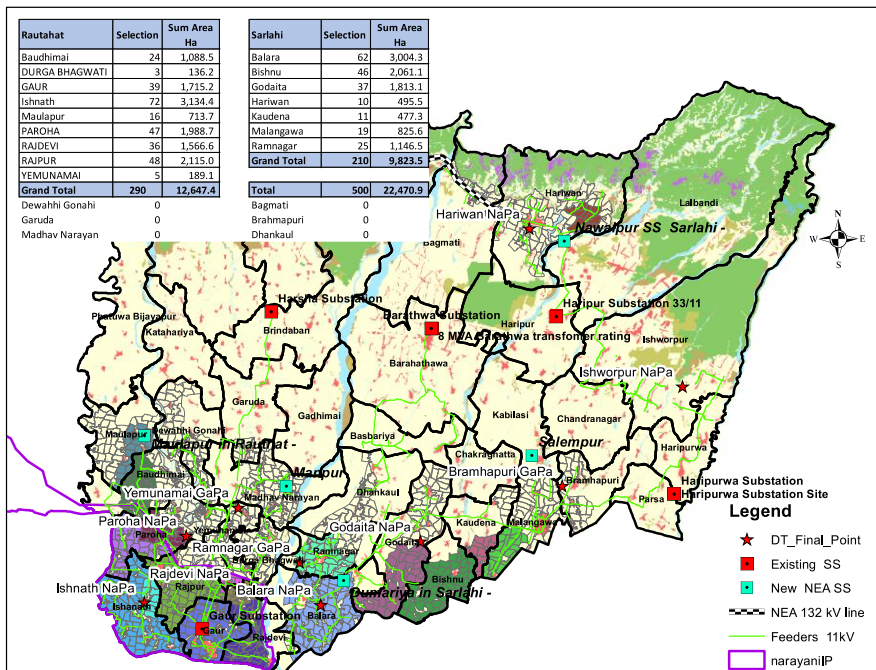 Rautahat Selection Sum Area Ha
Baudhimai 24 1,088.5
DURGA BHAGWATI 3 136.2
GAUR 39 1,715.2
Ishnath 72 3,134.4
Maulapur 16 713.7
PAROHA 47 1,988.7
RAJDEVI 36 1,566.6
RAJPUR 48 2,115.0
YEMUNAMAI 5 189.1
Grand Total 290 12,647.4
Dewahhi Gonahi 0
Garuda 0
Madhav Narayan 0
Sarlahi Selection Sum Area Ha
Balara 62 3,004.3
Bishnu 46 2,061.1
Godaita 37 1,813.1
Hariwan 10 495.5
Kaudena 11 477.3
Malangawa 19 825.6
Ramnagar 25 1,146.5
Grand Total 210 9,823.5
Total 500 22,470.9
Bagmati 0
Brahmapuri 0
Dhankaul 0
Hariwan
Lalbandi
Hariwan NaPa
Nawalpur SS Sarlahi -
Bagmati
N
W E
S
Harsha Substation
Haripur Substation 33/11
Phatuwa Bijayapur
Barathwa Substation
Katahariya
Brindaban
8 MVA Barathwa transfomer rating
Haripur
Ishworpur
Barahathawa
Ishworpur NaPa
Garuda
Gadhimai
Kabilasi
Chandranagar
Dewahhi Gonahi
Maulapur
Maulapur in Rauthat -
Basbariya
Salempur
Haripurwa
Chakraghatta
Baudhimai
Manpur
Bramhapuri GaPa
Haripurwa Substation
Bramhapuri
Yemunamai GaPa
Madhav Narayan
Dhankaul
Parsa
Haripurwa Substation Site
Paroha NaPa
Godaita NaPa
Kaudena
Malangawa
Paroha
Ramnagar GaPa
Ramnagar
Godaita
Rajdevi NaPa
Bishnu
Ishnath NaPa
Rajpur
Balara NaPa
Dumariya in Sarlahi -
Ishanath
Gaur Substation
Balara
Gaur
Rajdevi
Legend
DT_Final_Point
Existing SS
New NEA SS
NEA 132 kV line
Feeders 11kV
narayaniIP